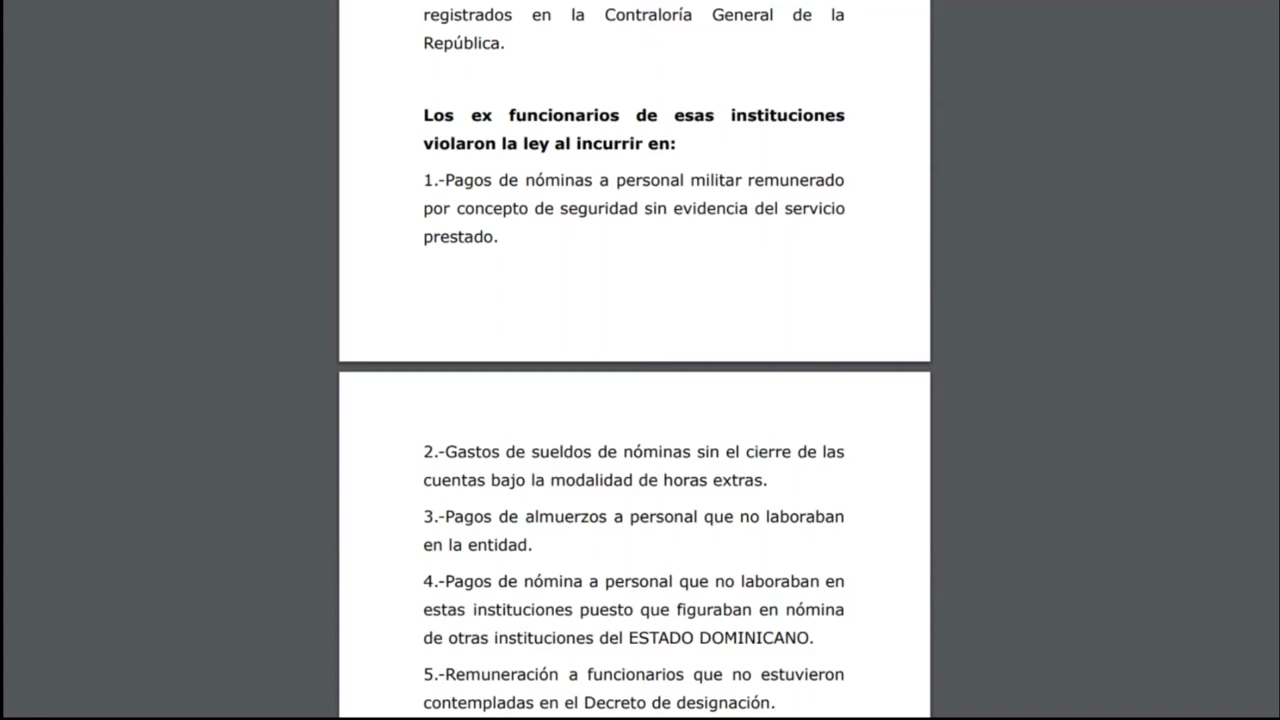 registrados en la Contraloría General de la
República.
Los ex funcionarios de esas instituciones
violaron la ley al incurrir en:
1.-Pagos de nóminas a personal militar remunerado
por concepto de seguridad sin evidencia del servicio
prestado.
2.-Gastos de sueldos de nóminas sin el cierre de las
cuentas bajo la modalidad de horas extras.
3.-Pagos de almuerzos a personal que no laboraban
en la entidad.
4.-Pagos de nómina a personal que no laboraban en
estas instituciones puesto que figuraban en nómina
de otras instituciones del ESTADO DOMINICANO.
5.-Remuneración a funcionarios que no estuvieron
contempladas en el Decreto de designación.